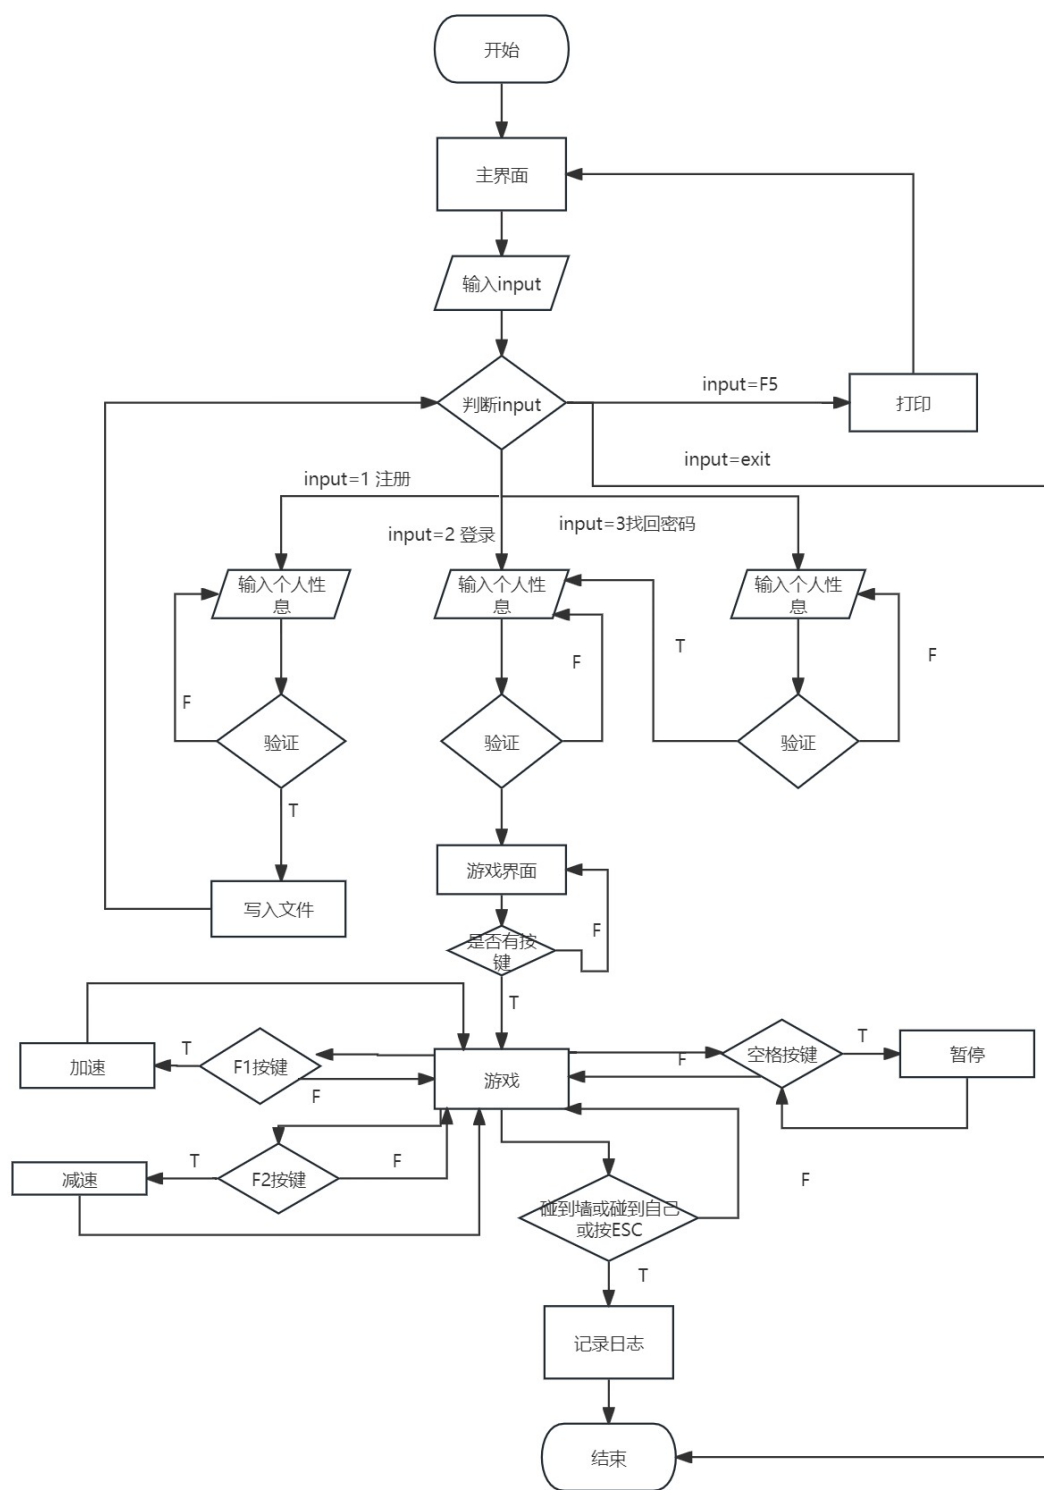 开始
主界面
输入input
判断input
input=F5
打印
input=exit
input=1 注册
input=2 登录
input=3找回密码
输入个人性
息
输入个人性
息
输入个人性
息
F
F
T
F
验证
验证
验证
T
游戏界面
写入文件
F
是否有按
键
T
加速
T
F1按键
F
游戏
F
空格按键
T
暂停
减速
T
F2按键
F
F
碰到墙或碰到自己
或按ESC
T
记录日志
结束